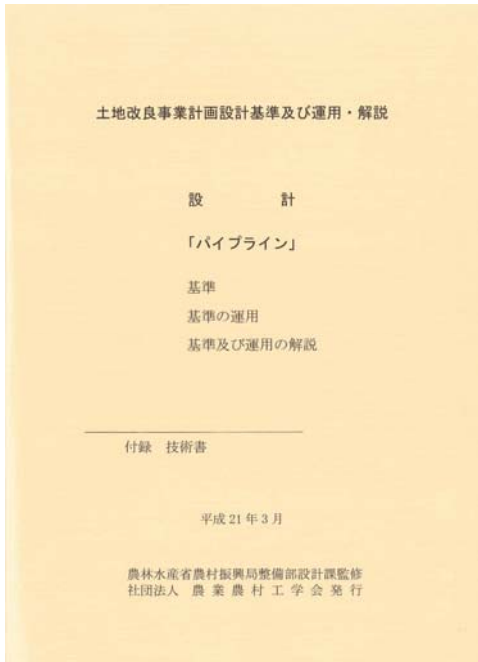 土地改良事業計画設計基準及び運用・解説
設計
「パイプライン」
基準
基準の運用
基準及び運用の解説
付録 技術書
平成21年3月
農林水産省農村振興局整備部設計課監修
社団法人 農業農村工学会発行